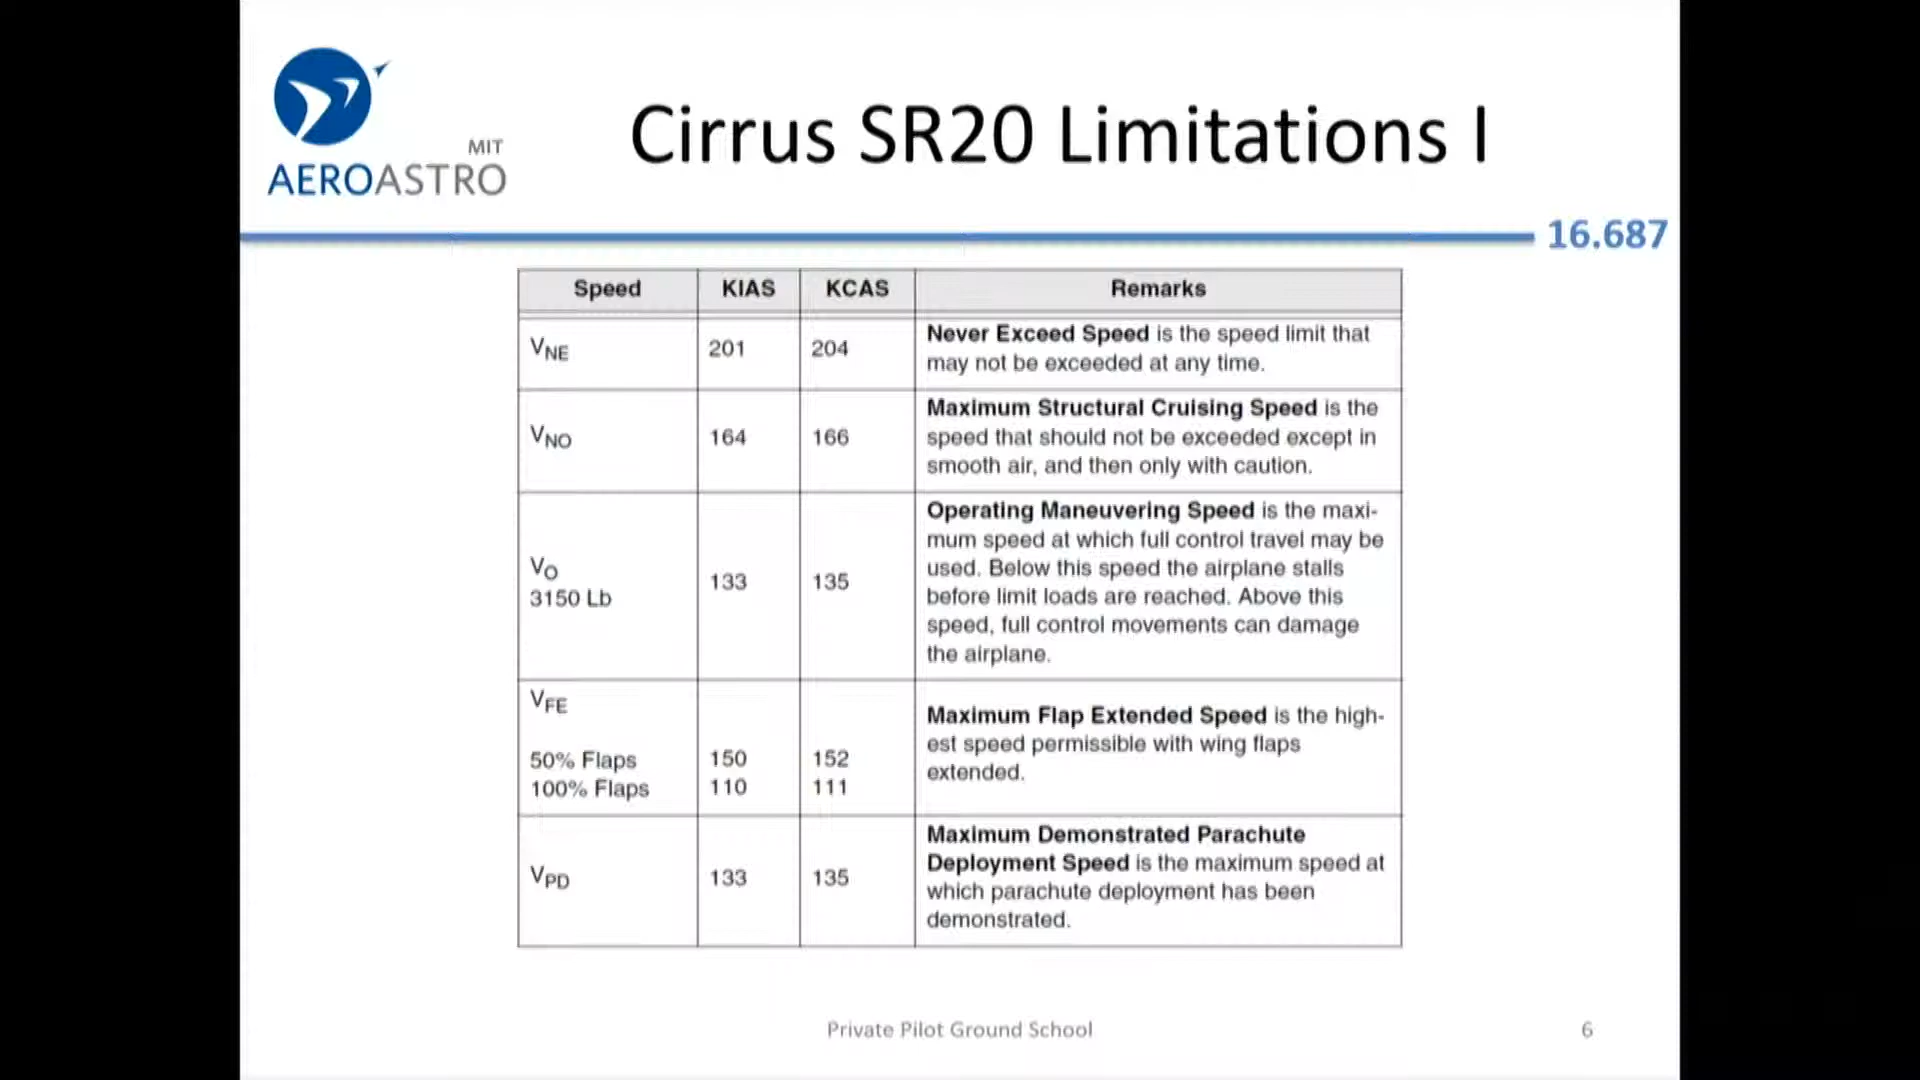 MIT
AEROASTRO
Cirrus SR20 Limitations I
16.687
Speed KIAS KCAS Remarks
VNE 201 204 Never Exceed Speed is the speed limit that
may not be exceeded at any time.
VNO 164 166 Maximum Structural Cruising Speed is the
speed that should not be exceeded except in
smooth air, and then only with caution.
VO
3150 Lb
133 135
Operating Maneuvering Speed is the maxi-
mum speed at which full control travel may be
used. Below this speed the airplane stalls
before limit loads are reached. Above this
speed, full control movements can damage
the airplane.
VFE
50% Flaps 150 152
100% Flaps 110 111
Maximum Flap Extended Speed is the high-
est speed permissible with wing flaps
extended.
VPD 133 135
Maximum Demonstrated Parachute
Deployment Speed is the maximum speed at
which parachute deployment has been
demonstrated.
Private Pilot Ground School 6